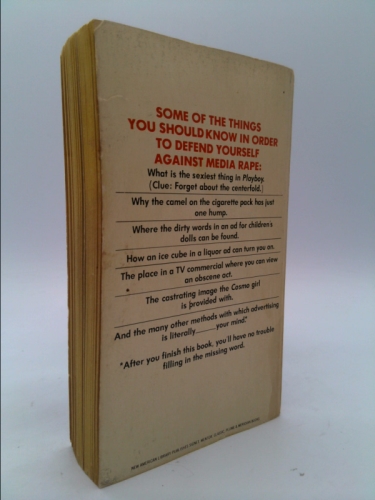 SOME OF THE THINGS
YOU SHOULD KNOW IN ORDER
TO DEFEND YOURSELF
AGAINST MEDIA RAPE:
What is the sexiest thing in Playboy.
(Clue: Forget about the centerfold.)
Why the camel on the cigarette pack has just
one hump.
Where the dirty words in an ad for children's
dolls can be found.
How an ice cube in a liquor ad can turn you on.
The place in a TV commercial where you can view
an obscene act.
The castrating image the Cosmo girl
is provided with.
And the many other methods with which advertising
is literally____your mind*
*After you finish this book, you'll have no trouble
filling in the missing word.
NEW AMERICAN LIBRARY